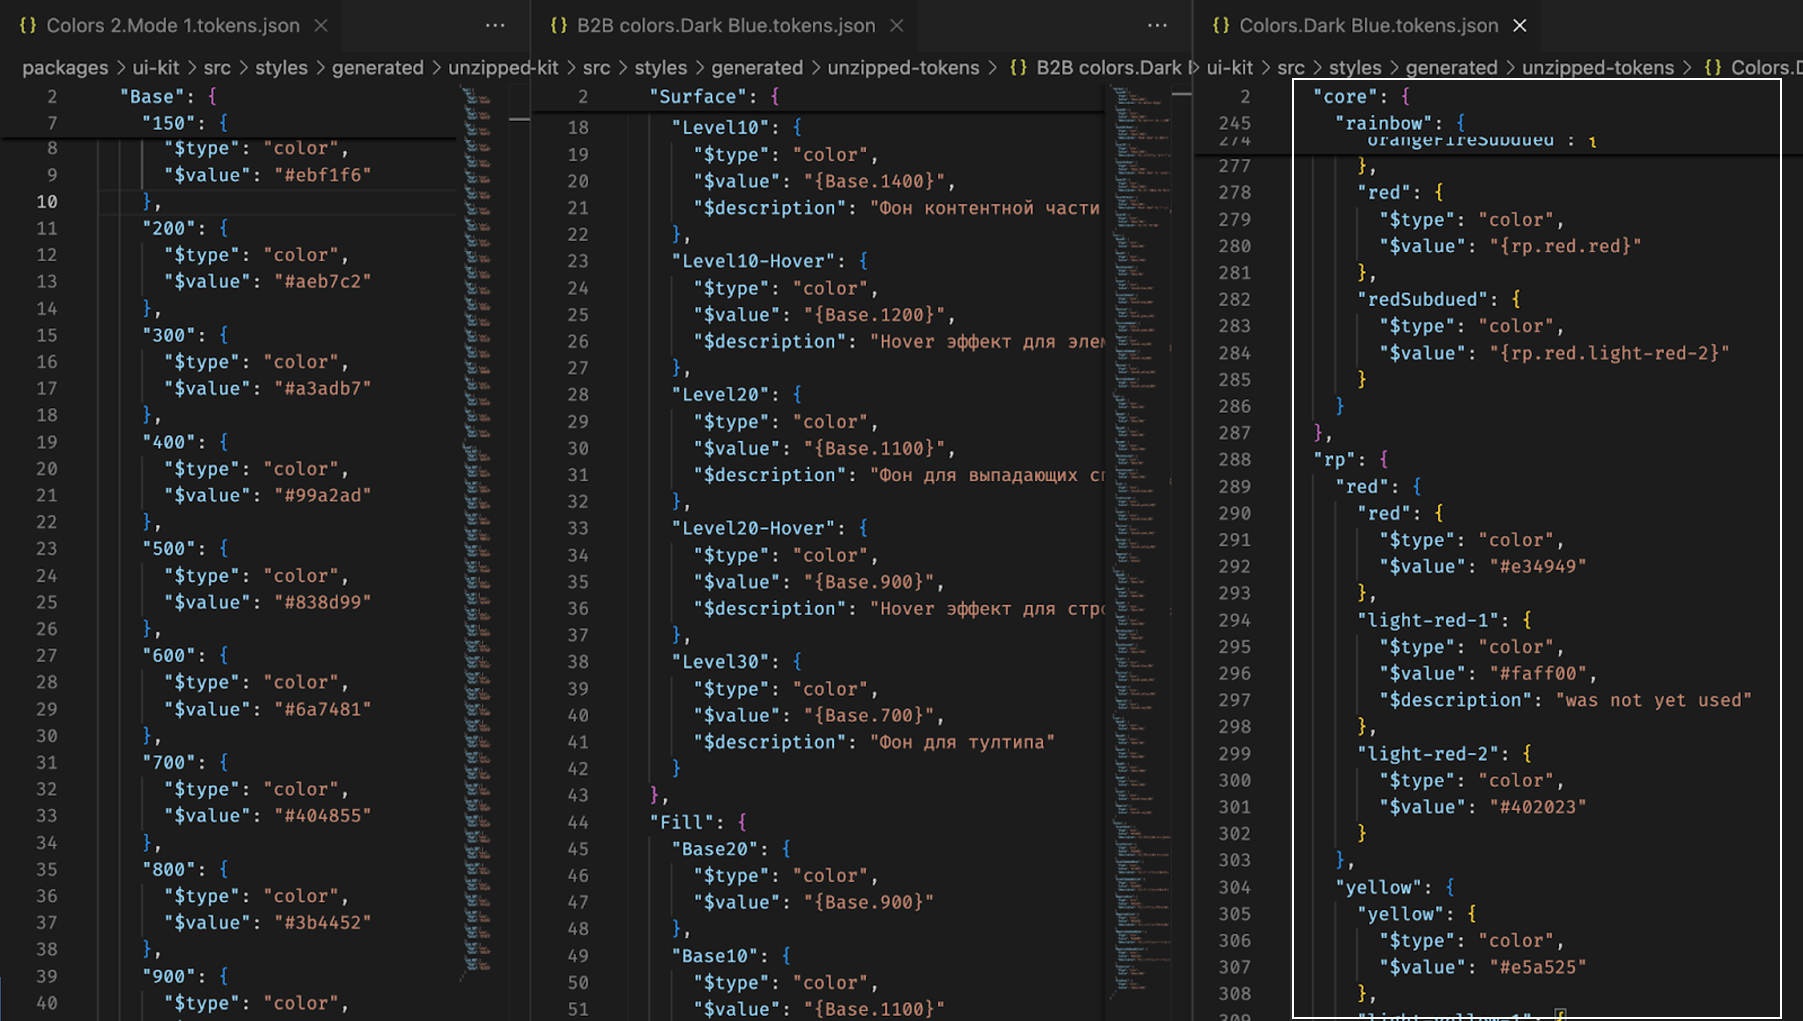 {} Colors 2.Mode 1.tokens.json
packages > ui-kit > src > styles > generated > unzipped
2 "Base": {
7 "150": {
8 "$type": "color",
9 "$value": "#ebf1f6"
10 },
11 "200": {
12 "$type": "color",
13 "$value": "#aeb7c2"
14 },
15 "300": {
16 "$type": "color",
17 "$value": "#a3adb7"
18 },
19 "400": {
20 "$type": "color",
21 "$value": "#99a2ad"
22 },
23 "500": {
24 "$type": "color",
25 "$value": "#838d99"
26 },
27 "600": {
28 "$type": "color",
29 "$value": "#6a7481"
30 },
31 "700": {
32 "$type": "color",
33 "$value": "#404855"
34 },
35 "800": {
36 "$type": "color",
37 "$value": "#3b4452"
38 },
39 "900": {
40 "$type": "color",
{} B2B colors.Dark Blue.tokens.json
-kit > src > styles > generated > unzipped-tokens > {} B2B colors.Dark
2 "Surface": {
18 "Level10": {
19 "$type": "color",
20 "$value": "{Base.1400}",
21 "$description": "Фон контентной части
22 },
23 "Level10-Hover": {
24 "$type": "color",
25 "$value": "{Base.1200}",
26 "$description": "Hover эффект для элем
27 },
28 "Level20": {
29 "$type": "color",
30 "$value": "{Base.1100}",
31 "$description": "Фон для выпадающих сп
32 },
33 "Level20-Hover": {
34 "$type": "color",
35 "$value": "{Base.900}",
36 "$description": "Hover эффект для стро
37 },
38 "Level30": {
39 "$type": "color",
40 "$value": "{Base.700}",
41 "$description": "Фон для тултипа"
42 }
43 },
44 "Fill": {
45 "Base20": {
46 "$type": "color",
47 "$value": "{Base.900}"
48 },
49 "Base10": {
50 "$type": "color",
51 "$value": "{Base.1100}"
{} Colors.Dark Blue.tokens.json
> ui-kit > src > styles > generated > unzipped-tokens > {} Colors.D
2 "core": {
245 "rainbow": {
274 "orangeFireSubdued": {
277 },
278 "red": {
279 "$type": "color",
280 "$value": "{rp.red.red}"
281 },
282 "redSubdued": {
283 "$type": "color",
284 "$value": "{rp.red.light-red-2}"
285 }
286 }
287 },
288 "rp": {
289 "red": {
290 "red": {
291 "$type": "color",
292 "$value": "#e34949"
293 },
294 "light-red-1": {
295 "$type": "color",
296 "$value": "#faff00",
297 "$description": "was not yet used"
298 },
299 "light-red-2": {
300 "$type": "color",
301 "$value": "#402023"
302 }
303 },
304 "yellow": {
305 "yellow": {
306 "$type": "color",
307 "$value": "#e5a525"
308 },
309 "light-yellow-1": {